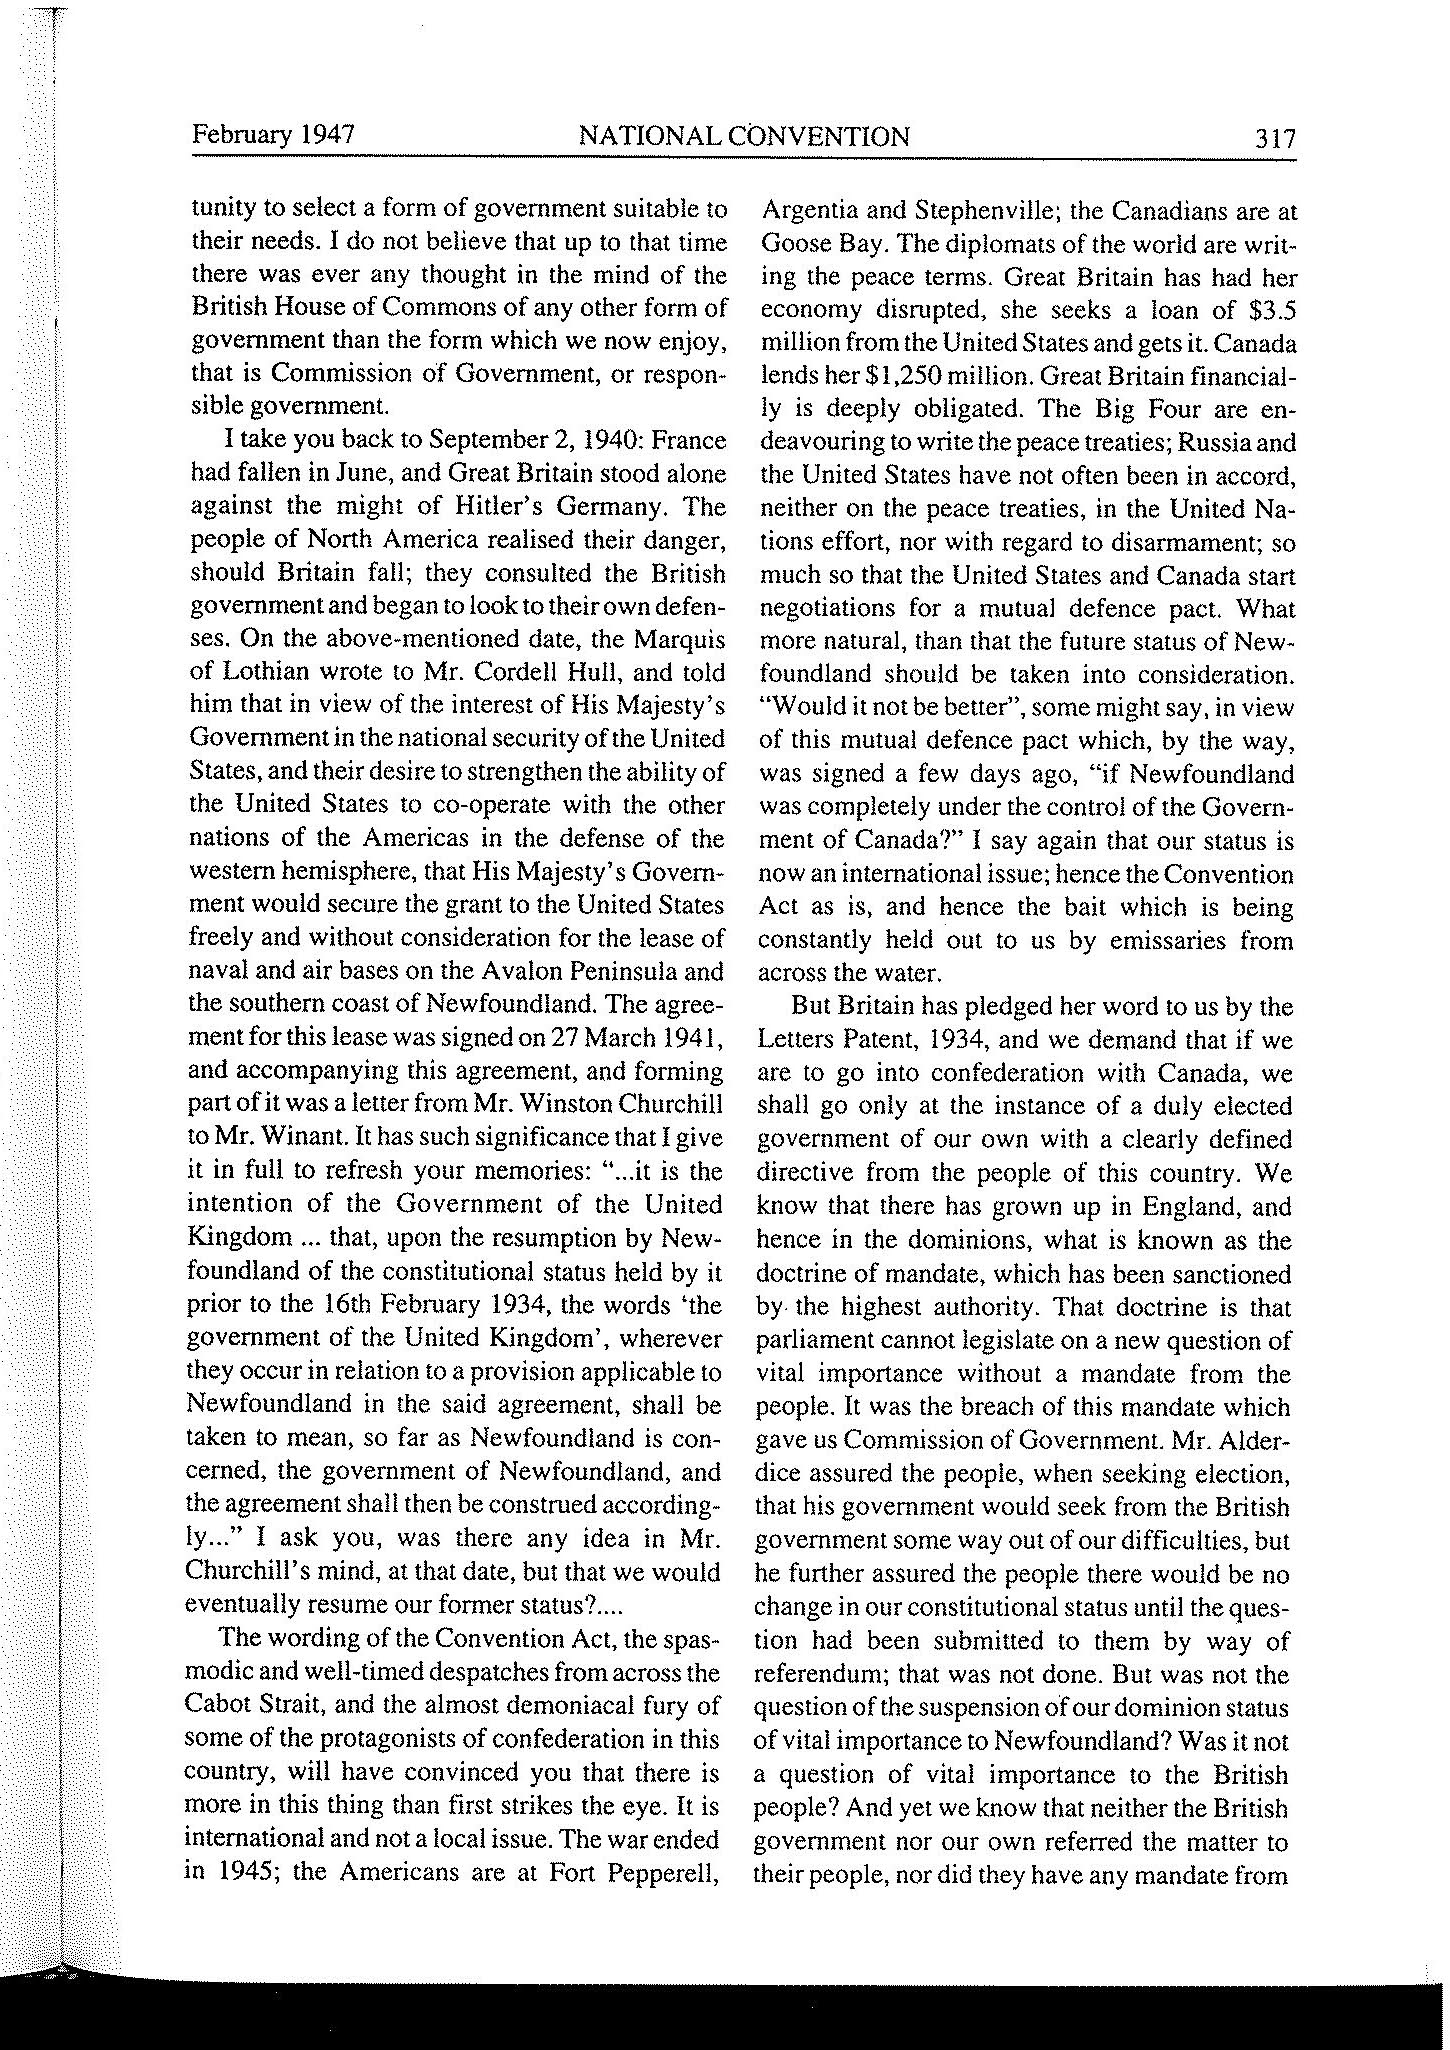 February 1947 NATIONAL CONVENTION 317
tunity to select a form of government suitable to
their needs. I do not believe that up to that time
there was ever any thought in the mind of the
British House of Commons of any other form of
government than the form which we now enjoy,
that is Commission of Government, or respon-
sible government.
I take you back to September 2, 1940: France
had fallen in June, and Great Britain stood alone
against the might of Hitler's Germany. The
people of North America realised their danger,
should Britain fall; they consulted the British
government and began to look to their own defen-
ses. On the above-mentioned date, the Marquis
of Lothian wrote to Mr. Cordell Hull, and told
him that in view of the interest of His Majesty's
Government in the national security of the United
States, and their desire to strengthen the ability of
the United States to co-operate with the other
nations of the Americas in the defense of the
western hemisphere, that His Majesty's Govern-
ment would secure the grant to the United States
freely and without consideration for the lease of
naval and air bases on the Avalon Peninsula and
the southern coast of Newfoundland. The agree-
ment for this lease was signed on 27 March 1941,
and accompanying this agreement, and forming
part of it was a letter from Mr. Winston Churchill
to Mr. Winant. It has such significance that I give
it in full to refresh your memories: "...it is the
intention of the Government of the United
Kingdom ... that, upon the resumption by New-
foundland of the constitutional status held by it
prior to the 16th February 1934, the words 'the
government of the United Kingdom', wherever
they occur in relation to a provision applicable to
Newfoundland in the said agreement, shall be
taken to mean, so far as Newfoundland is con-
cerned, the government of Newfoundland, and
the agreement shall then be construed according-
ly..." I ask you, was there any idea in Mr.
Churchill's mind, at that date, but that we would
eventually resume our former status?....
The wording of the Convention Act, the spas-
modic and well-timed despatches from across the
Cabot Strait, and the almost demoniacal fury of
some of the protagonists of confederation in this
country, will have convinced you that there is
more in this thing than first strikes the eye. It is
international and not a local issue. The war ended
in 1945; the Americans are at Fort Pepperell,
Argentia and Stephenville; the Canadians are at
Goose Bay. The diplomats of the world are writ-
ing the peace terms. Great Britain has had her
economy disrupted, she seeks a loan of $3.5
million from the United States and gets it. Canada
lends her $1,250 million. Great Britain financial-
ly is deeply obligated. The Big Four are en-
deavouring to write the peace treaties; Russia and
the United States have not often been in accord,
neither on the peace treaties, in the United Na-
tions effort, nor with regard to disarmament; so
much so that the United States and Canada start
negotiations for a mutual defence pact. What
more natural, than that the future status of New-
foundland should be taken into consideration.
"Would it not be better", some might say, in view
of this mutual defence pact which, by the way,
was signed a few days ago, "if Newfoundland
was completely under the control of the Govern-
ment of Canada?" I say again that our status is
now an international issue; hence the Convention
Act as is, and hence the bait which is being
constantly held out to us by emissaries from
across the water.
But Britain has pledged her word to us by the
Letters Patent, 1934, and we demand that if we
are to go into confederation with Canada, we
shall go only at the instance of a duly elected
government of our own with a clearly defined
directive from the people of this country. We
know that there has grown up in England, and
hence in the dominions, what is known as the
doctrine of mandate, which has been sanctioned
by the highest authority. That doctrine is that
parliament cannot legislate on a new question of
vital importance without a mandate from the
people. It was the breach of this mandate which
gave us Commission of Government. Mr. Alder-
dice assured the people, when seeking election,
that his government would seek from the British
government some way out of our difficulties, but
he further assured the people there would be no
change in our constitutional status until the ques-
tion had been submitted to them by way of
referendum; that was not done. But was not the
question of the suspension of our dominion status
of vital importance to Newfoundland? Was it not
a question of vital importance to the British
people? And yet we know that neither the British
government nor our own referred the matter to
their people, nor did they have any mandate from